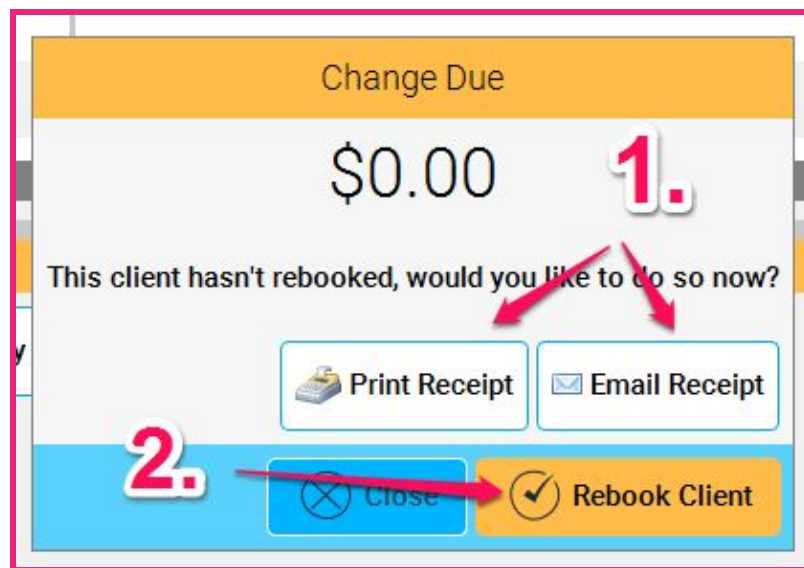 Change Due
$0.00
1.
This client hasn't rebooked, would you like to do so now?
y
Print Receipt
Email Receipt
2.
Close
Rebook Client